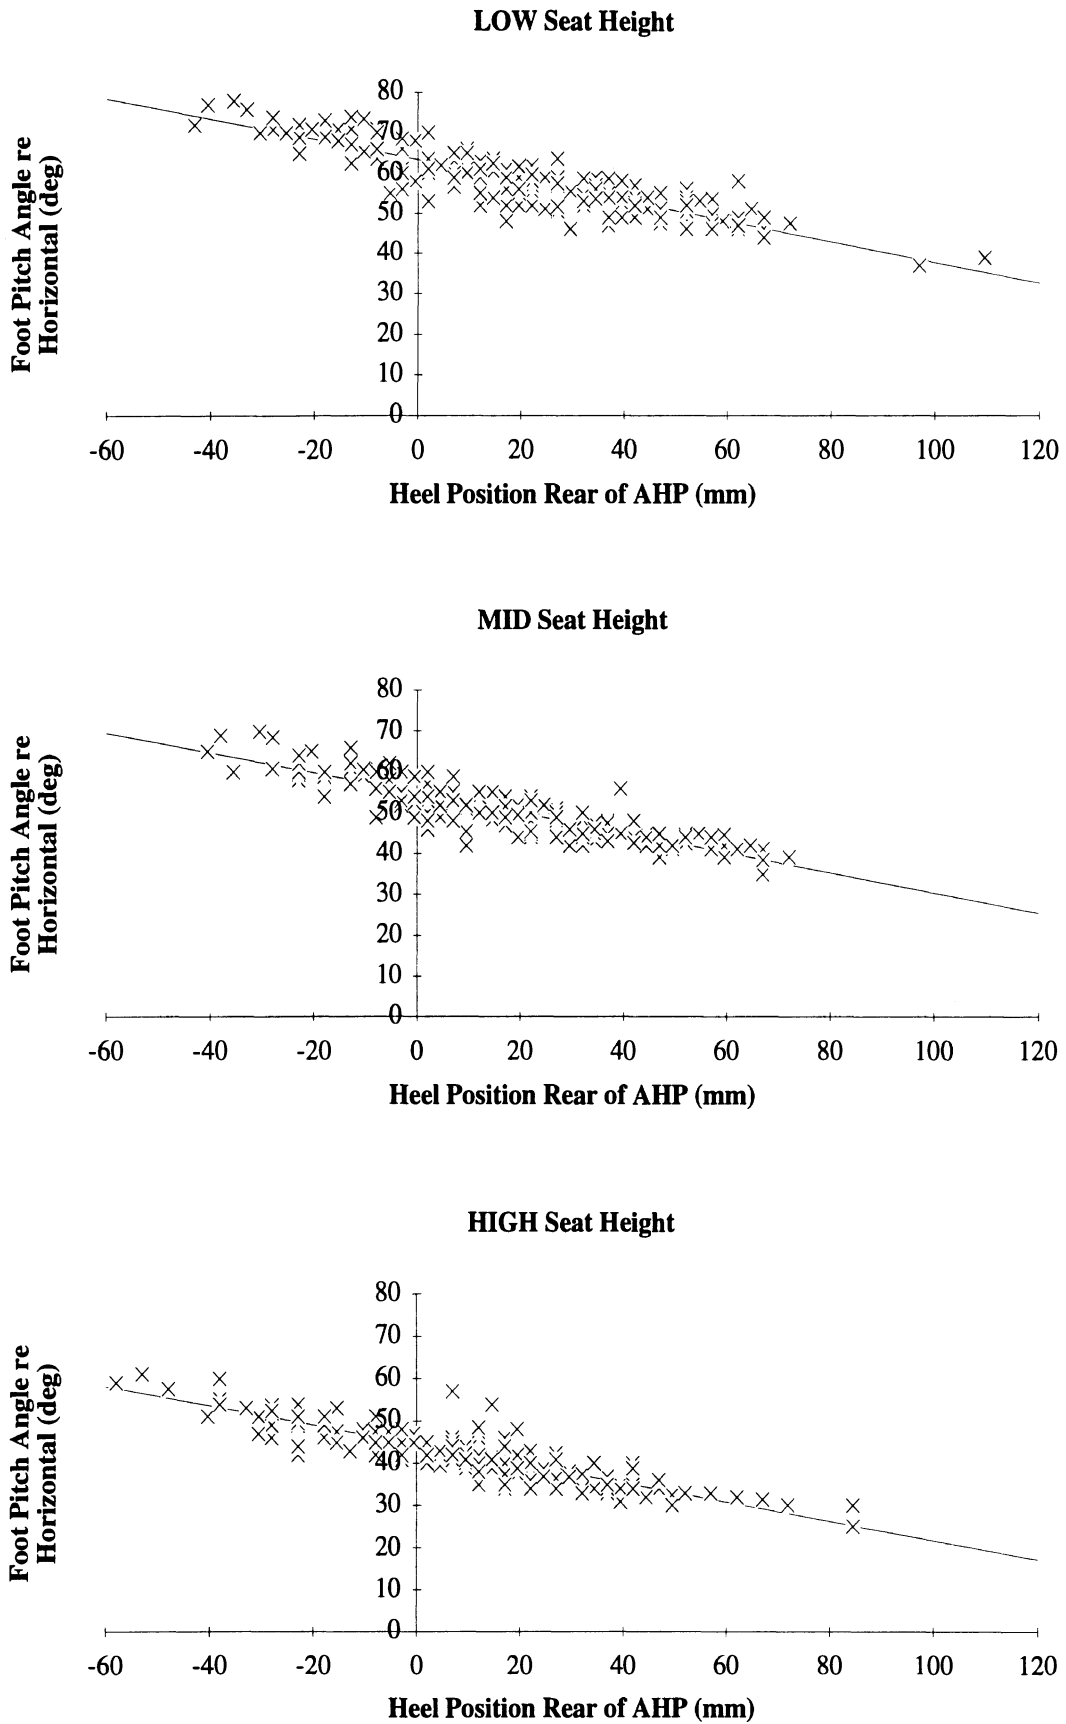 LOW Seat Height
Foot Pitch Angle re
Horizontal (deg)
80
70
60
50
40
30
20
10
0
-60 -40 -20 0 20 40 60 80 100 120
Heel Position Rear of AHP (mm)
MID Seat Height
Foot Pitch Angle re
Horizontal (deg)
80
70
60
50
40
30
20
10
0
-60 -40 -20 0 20 40 60 80 100 120
Heel Position Rear of AHP (mm)
HIGH Seat Height
Foot Pitch Angle re
Horizontal (deg)
80
70
60
50
40
30
20
10
0
-60 -40 -20 0 20 40 60 80 100 120
Heel Position Rear of AHP (mm)